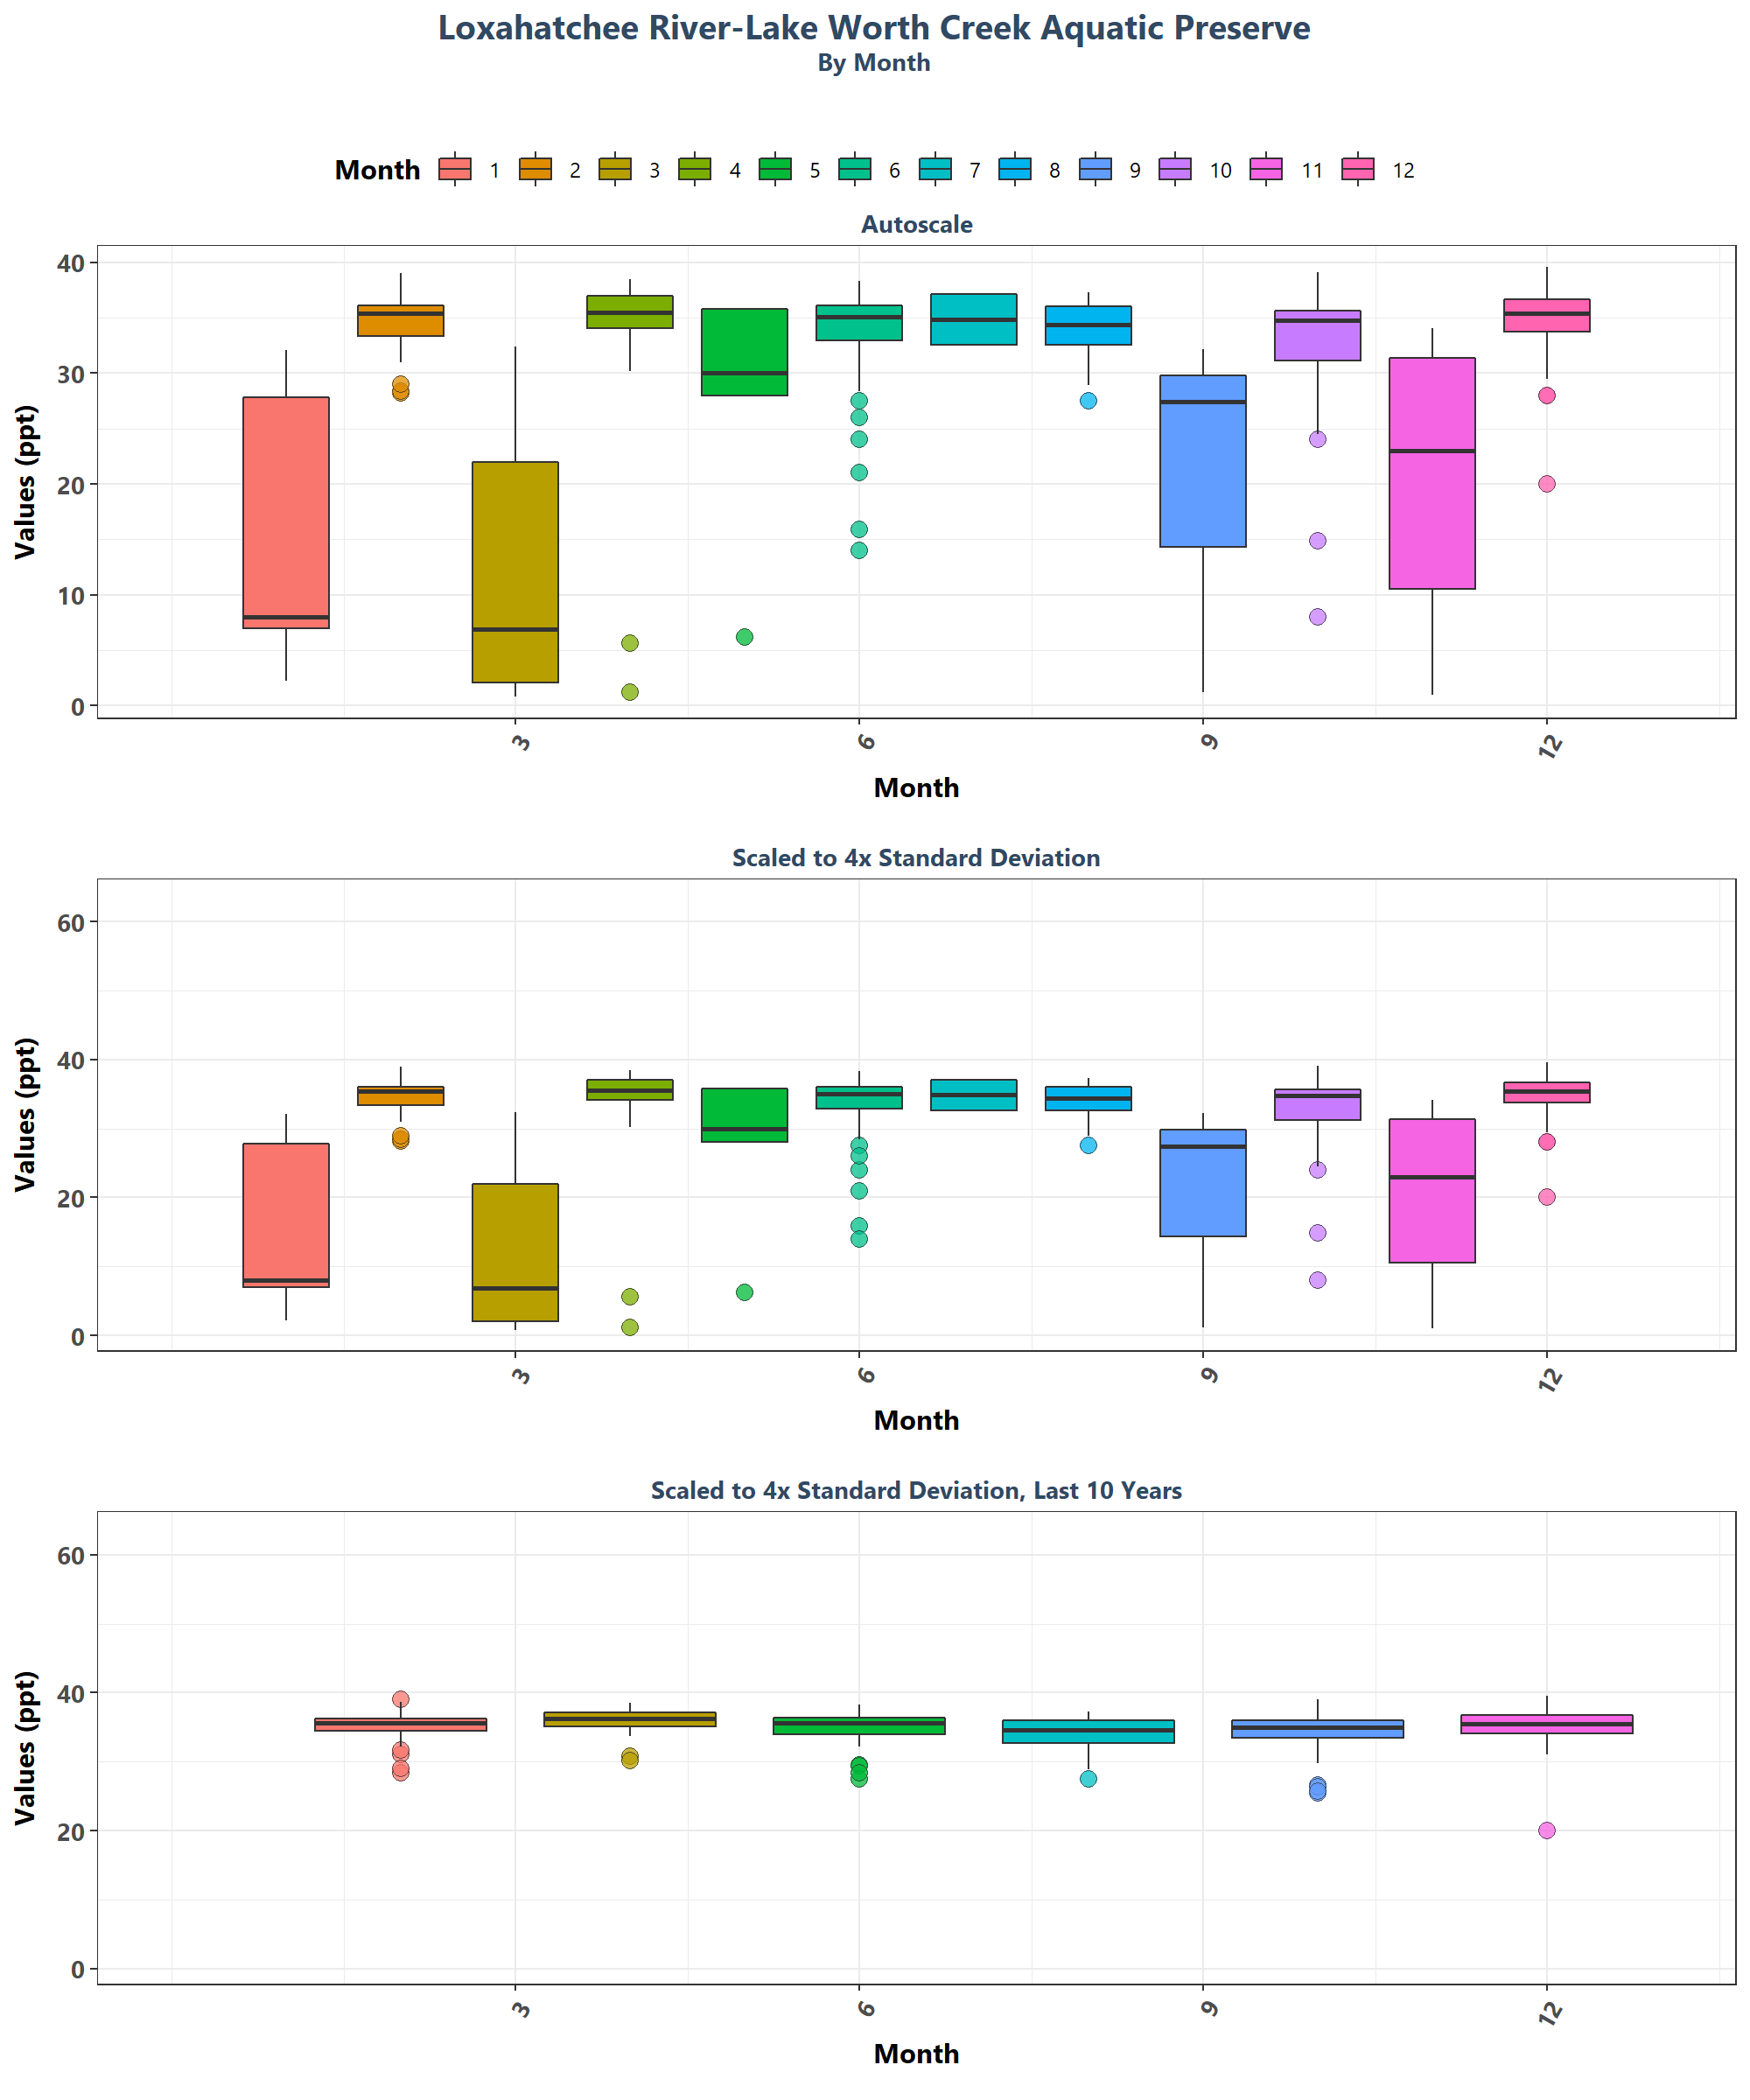 Loxahatchee River-Lake Worth Creek Aquatic Preserve
By Month
Month 1 2 3 4 5 6 7 8 9 10 11 12
Autoscale
Values (ppt)
40
30
20
10
0
3 6 9 12
Month
Scaled to 4x Standard Deviation
Values (ppt)
60
40
20
0
3 6 9 12
Month
Scaled to 4x Standard Deviation, Last 10 Years
Values (ppt)
60
40
20
0
3 6 9 12
Month